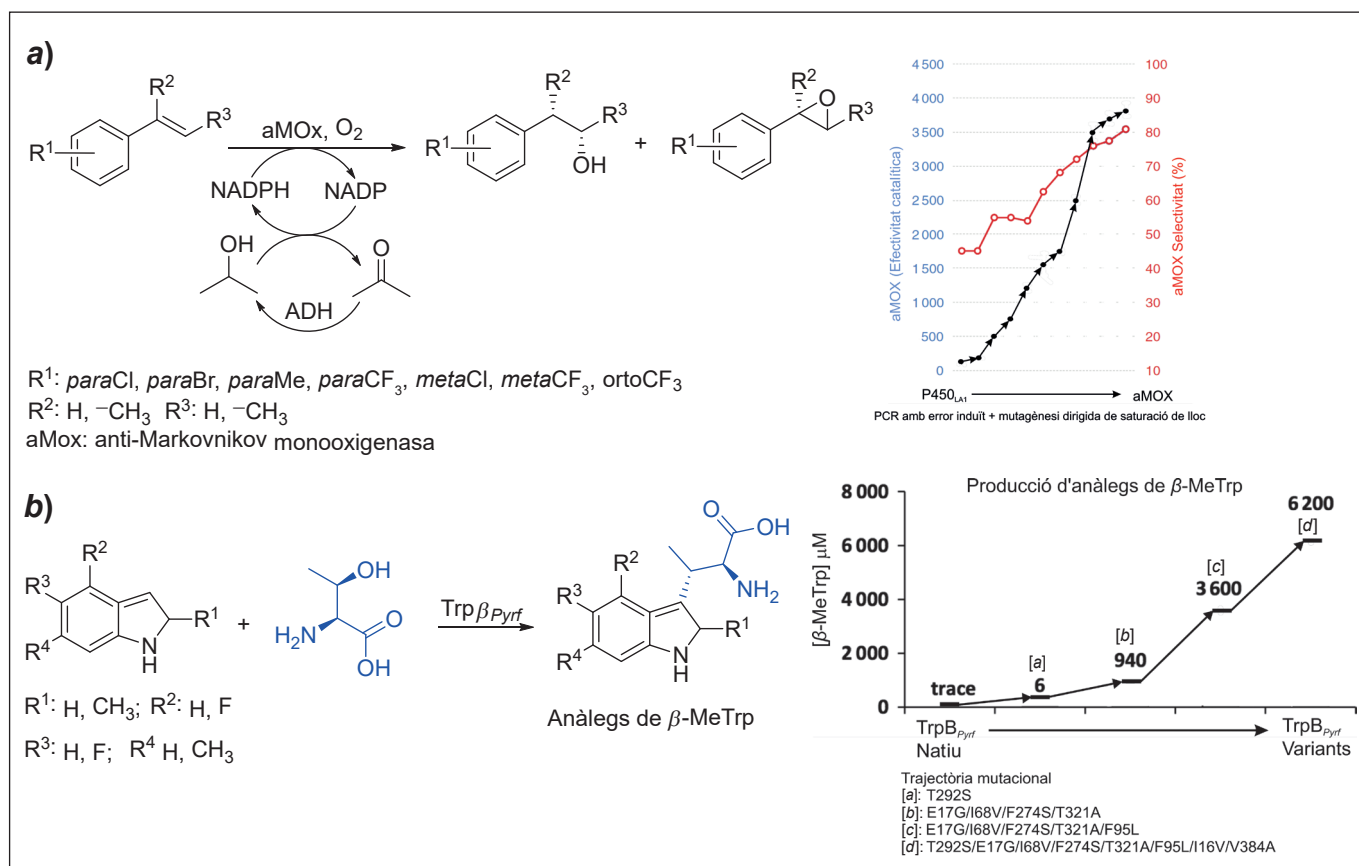 a)
R²
R³
R¹
aMOx, O₂
NADPH
NADP
OH
O
ADH
R²
R³
R¹
OH
+
R²
O
R³
R¹
R¹: paraCl, paraBr, paraMe, paraCF₃, metaCl, metaCF₃, ortoCF₃
R²: H, ⁻CH₃ R³: H, ⁻CH₃
aMox: anti-Markovnikov monooxigenasa
4 500
4 000
3 500
3 000
2 500
2 000
1 500
1 000
500
0
aMOX (Efectivitat catalítica)
100
90
80
70
60
50
40
30
20
10
aMOX Selectivitat (%)
P450LA1
aMOX
PCR amb error induït + mutagènesi dirigida de saturació de lloc
b)
R²
R³
R¹
R⁴
N
H
+
OH
O
H₂N
OH
TrpβPyrf
O
OH
R²
NH₂
R³
R¹
R⁴
N
H
R¹: H, CH₃; R²: H, F
R³: H, F; R⁴ H, CH₃
Anàlegs de β-MeTrp
Producció d'anàlegs de β-MeTrp
[β-MeTrp] μM
8 000
6 000
4 000
2 000
0
trace
[a]
6
[b]
940
[c]
3 600
6 200
[d]
TrpBPyrf
Natiu
TrpBPyrf
Variants
Trajectòria mutacional
[a]: T292S
[b]: E17G/I68V/F274S/T321A
[c]: E17G/I68V/F274S/T321A/F95L
[d]: T292S/E17G/I68V/F274S/T321A/F95L/I16V/V384A